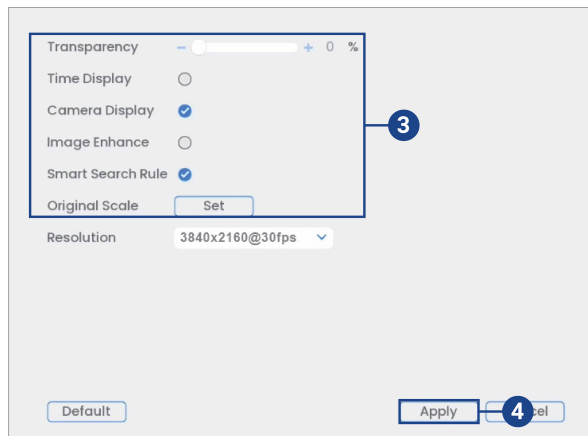 Transparency - + 0 %
Time Display
Camera Display
Image Enhance
Smart Search Rule
Original Scale Set
Resolution 3840x2160@30fps
3
Default Apply 4 el